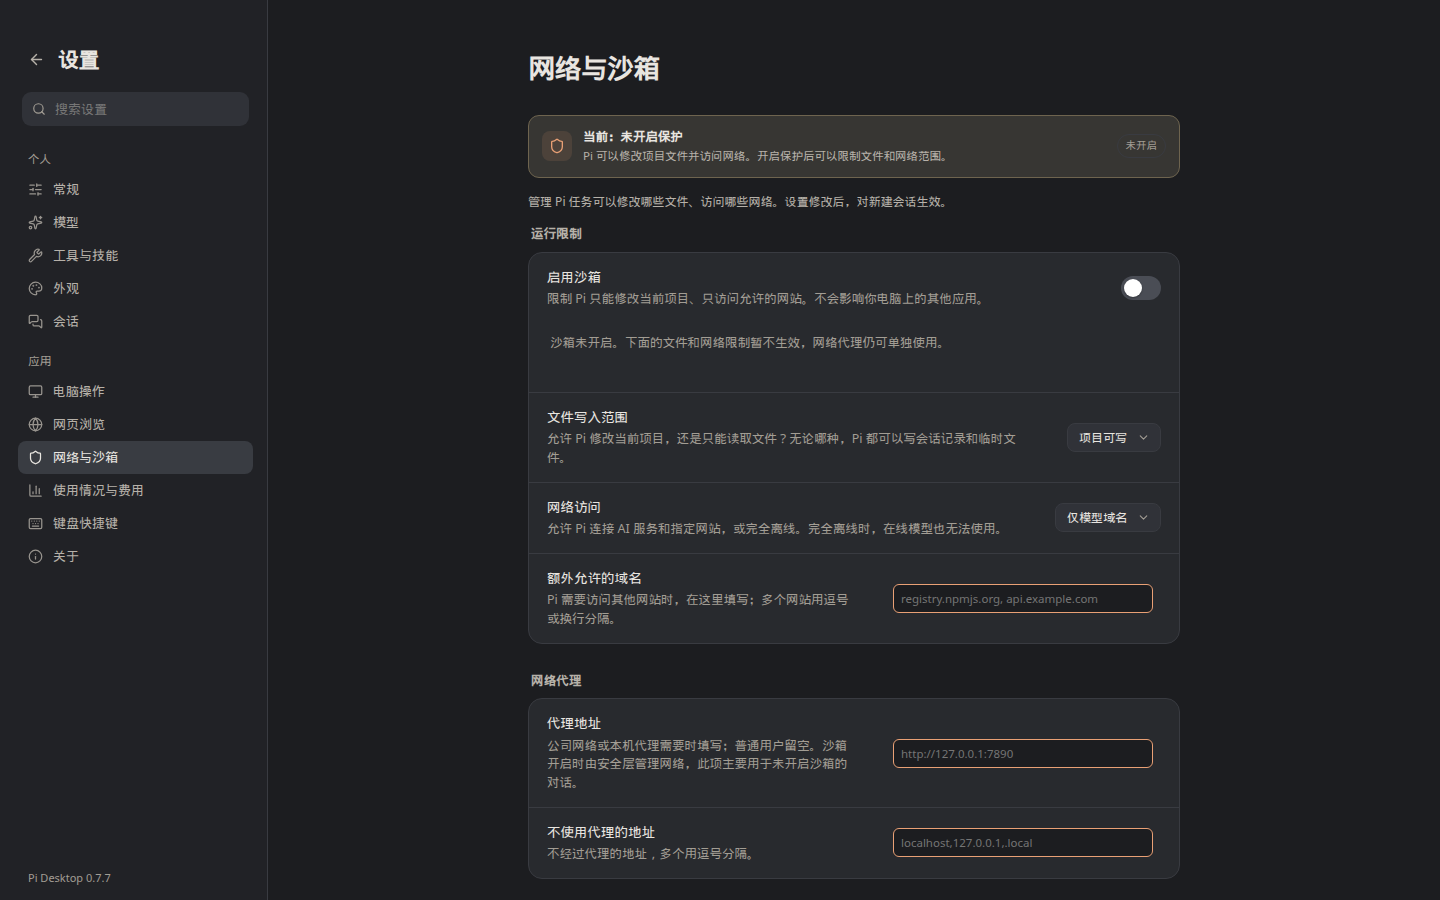 设置
搜索设置
个人
常规
模型
工具与技能
外观
会话
应用
电脑操作
网页浏览
网络与沙箱
使用情况与费用
键盘快捷键
关于
Pi Desktop 0.7.7
网络与沙箱
当前：未开启保护
Pi 可以修改项目文件并访问网络。开启保护后可以限制文件和网络范围。
未开启
管理 Pi 任务可以修改哪些文件、访问哪些网络。设置修改后，对新建会话生效。
运行限制
启用沙箱
限制 Pi 只能修改当前项目、只访问允许的网站。不会影响你电脑上的其他应用。
沙箱未开启。下面的文件和网络限制暂不生效，网络代理仍可单独使用。
文件写入范围
允许 Pi 修改当前项目，还是只能读取文件？无论哪种，Pi 都可以写会话记录和临时文
件。
项目可写
网络访问
允许 Pi 连接 AI 服务和指定网站，或完全离线。完全离线时，在线模型也无法使用。
仅模型域名
额外允许的域名
Pi 需要访问其他网站时，在这里填写；多个网站用逗号
或换行分隔。
registry.npmjs.org, api.example.com
网络代理
代理地址
公司网络或本机代理需要时填写；普通用户留空。沙箱
开启时由安全层管理网络，此项主要用于未开启沙箱的
对话。
http://127.0.0.1:7890
不使用代理的地址
不经过代理的地址，多个用逗号分隔。
localhost,127.0.0.1,.local